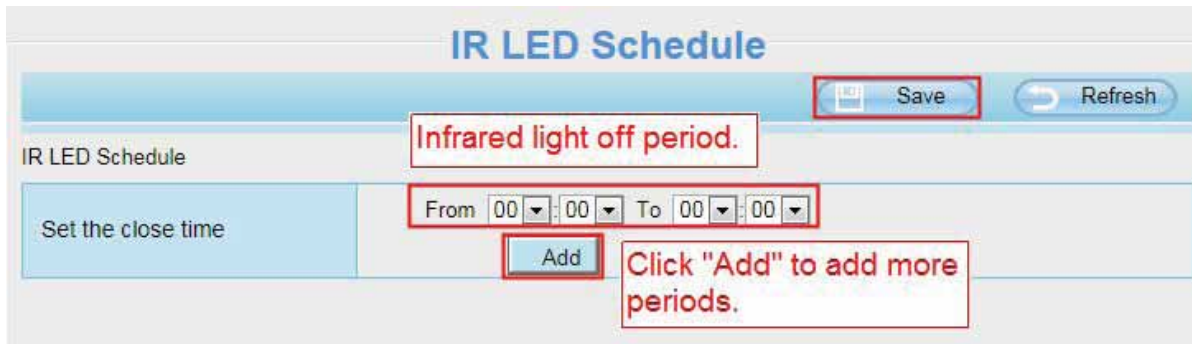 IR LED Schedule
Save
Refresh
Infrared light off period.
IR LED Schedule
Set the close time
From 00 : 00 To 00 : 00
Add
Click "Add" to add more
periods.